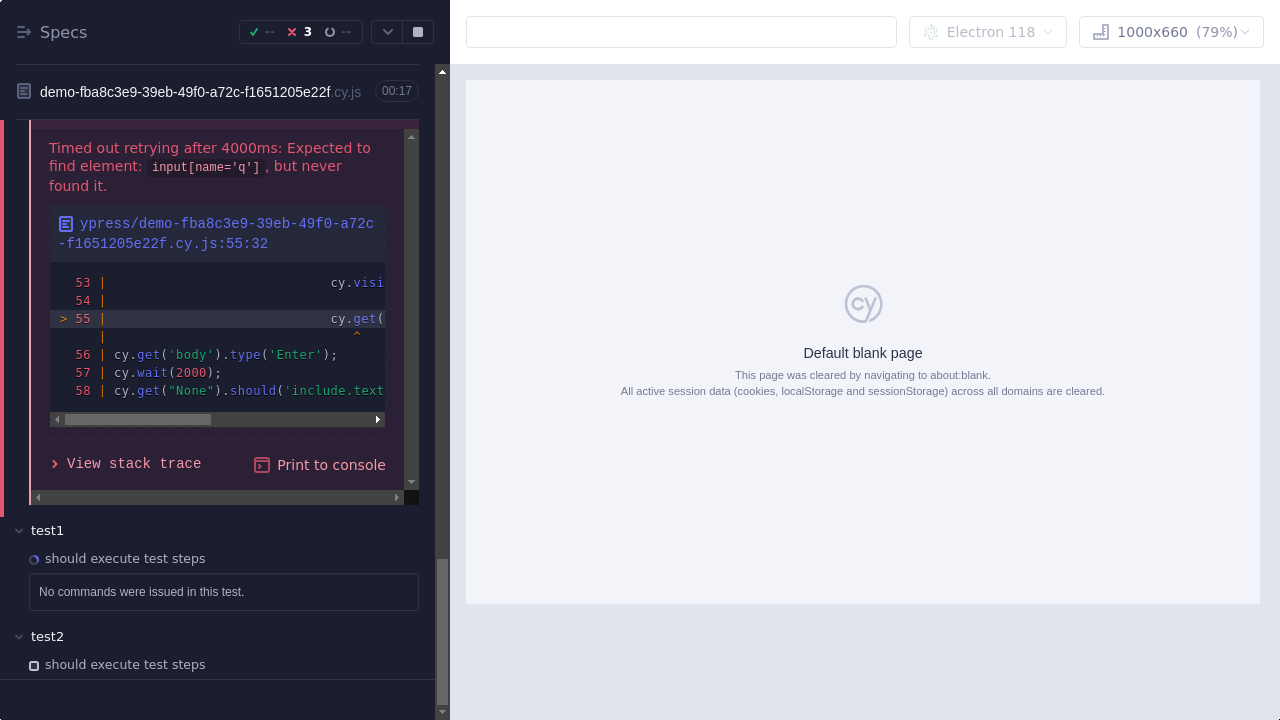 Specs
--
3
--
demo-fba8c3e9-39eb-49f0-a72c-f1651205e22f.cy.js
00:17
Timed out retrying after 4000ms: Expected to
find element: input[name='q'], but never
found it.
ypress/demo-fba8c3e9-39eb-49f0-a72c
-f1651205e22f.cy.js:55:32
53 | cy.visi
54 |
> 55 | cy.get(
| ^
56 | cy.get('body').type('Enter');
57 | cy.wait(2000);
58 | cy.get("None").should('include.text
View stack trace
Print to console
test1
should execute test steps
No commands were issued in this test.
test2
should execute test steps
Electron 118
1000x660 (79%)
cy
Default blank page
This page was cleared by navigating to about:blank.
All active session data (cookies, localStorage and sessionStorage) across all domains are cleared.